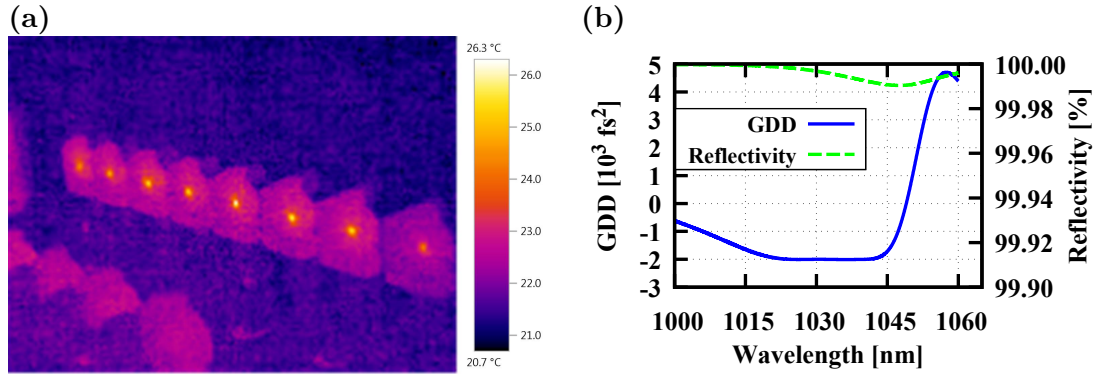 (a)
26.3 °C
26.0
25.0
24.0
23.0
22.0
21.0
20.7 °C
(b)
GDD [10³ fs²]
5
4
3
2
1
0
-1
-2
-3
GDD
Reflectivity
100.00
99.98
99.96
99.94
99.92
99.90
Reflectivity [%]
1000 1015 1030 1045 1060
Wavelength [nm]